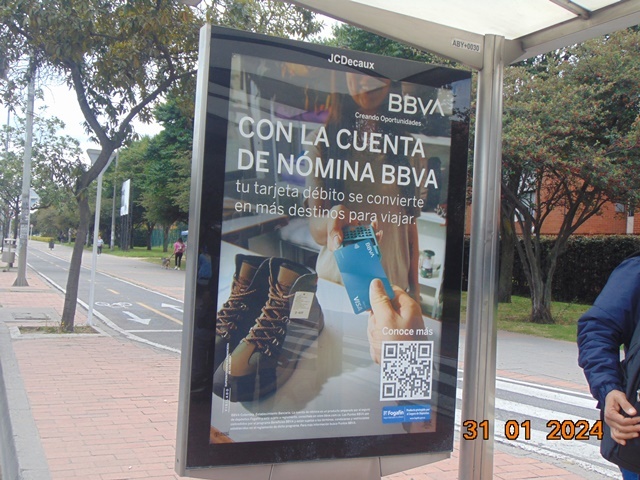 JCDecaux
ABY+0030
BBVA
Creando Oportunidades
CON LA CUENTA
DE NÓMINA BBVA
tu tarjeta débito se convierte
en más destinos para viajar.
BBVA
VISA
Conoce más
Fogafín
31 01 2024